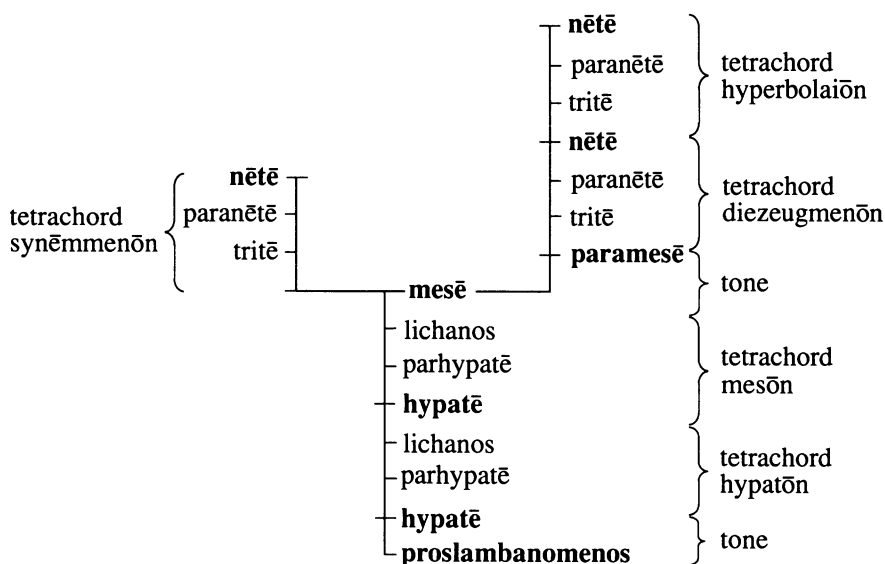 nētē
paranētē
tritē
nētē
paranētē
tritē
paramesē
tetrachord
hyperbolaiōn
tetrachord
diezeugmenōn
tone
tetrachord
synēmmenōn
nētē
paranētē
tritē
mesē
lichanos
parhypatē
hypatē
lichanos
parhypatē
hypatē
proslambanomenos
tetrachord
mesōn
tetrachord
hypatōn
tone